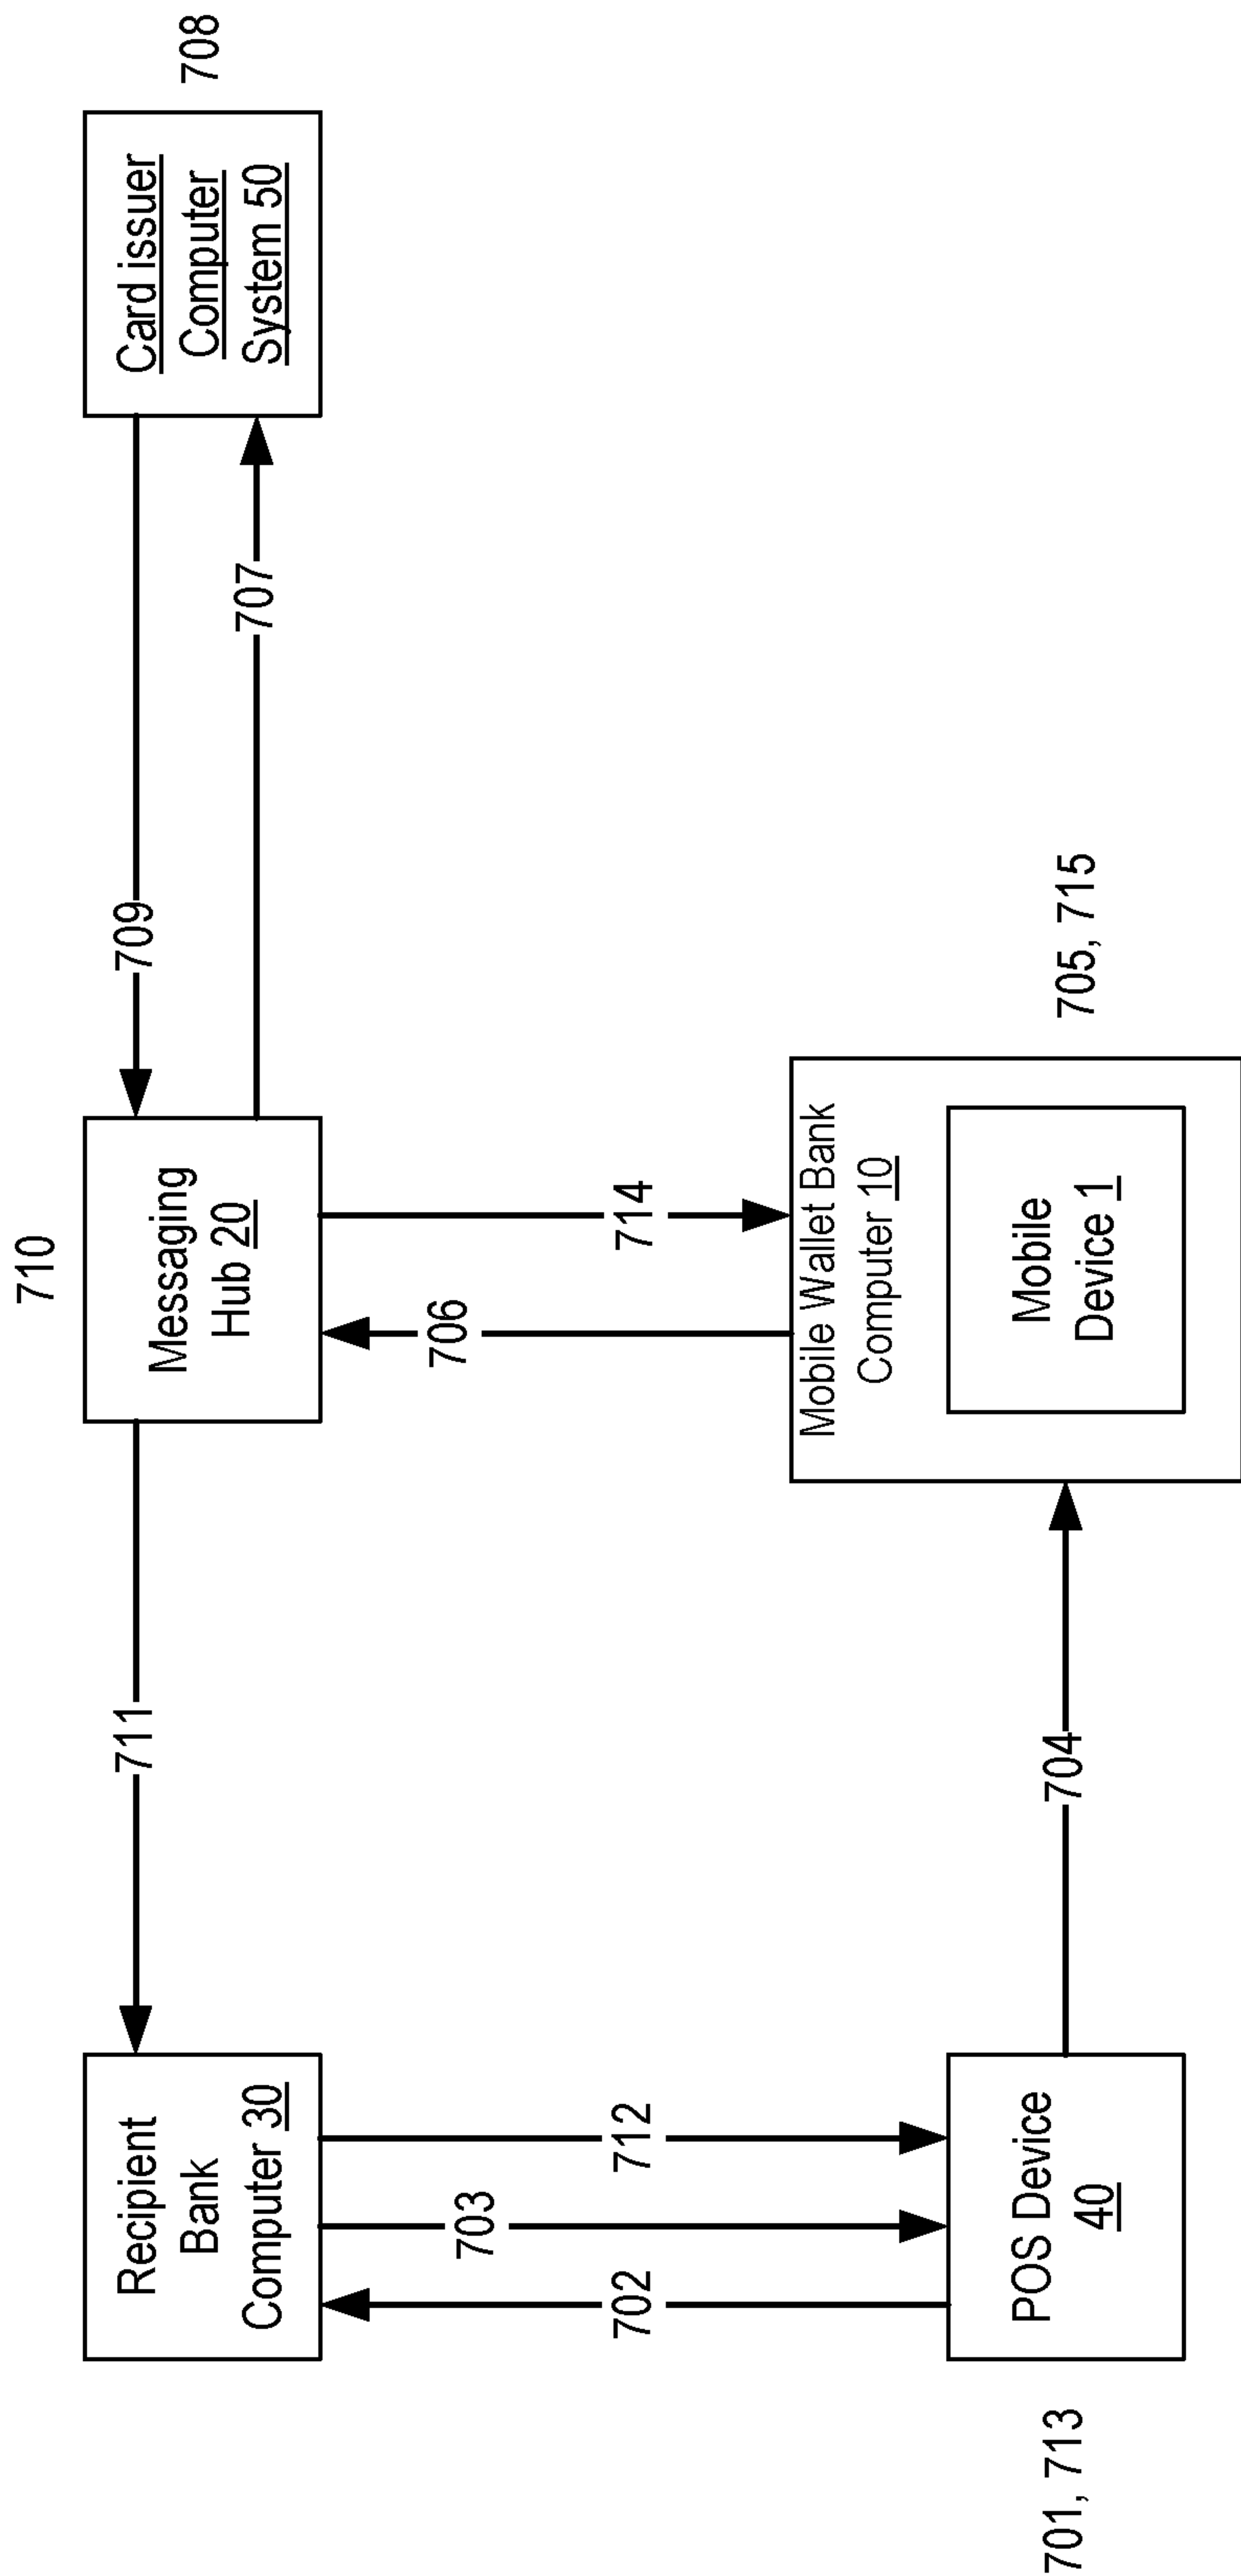 710
708
Recipient
Bank
Computer 30
711
Messaging
Hub 20
709
707
Card issuer
Computer
System 50
702
703
712
706
714
701, 713
POS Device
40
704
Mobile Wallet Bank
Computer 10
Mobile
Device 1
705, 715